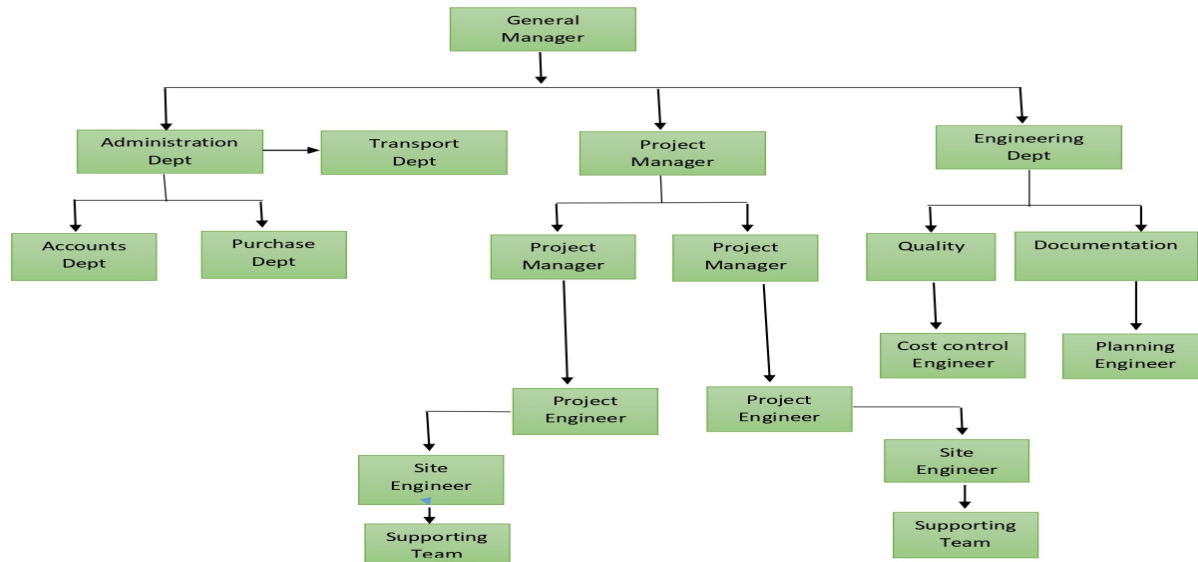 General
Manager
Administration
Dept
Transport
Dept
Project
Manager
Engineering
Dept
Accounts
Dept
Purchase
Dept
Project
Manager
Project
Manager
Quality
Documentation
Cost control
Engineer
Planning
Engineer
Project
Engineer
Project
Engineer
Site
Engineer
Site
Engineer
Supporting
Team
Supporting
Team